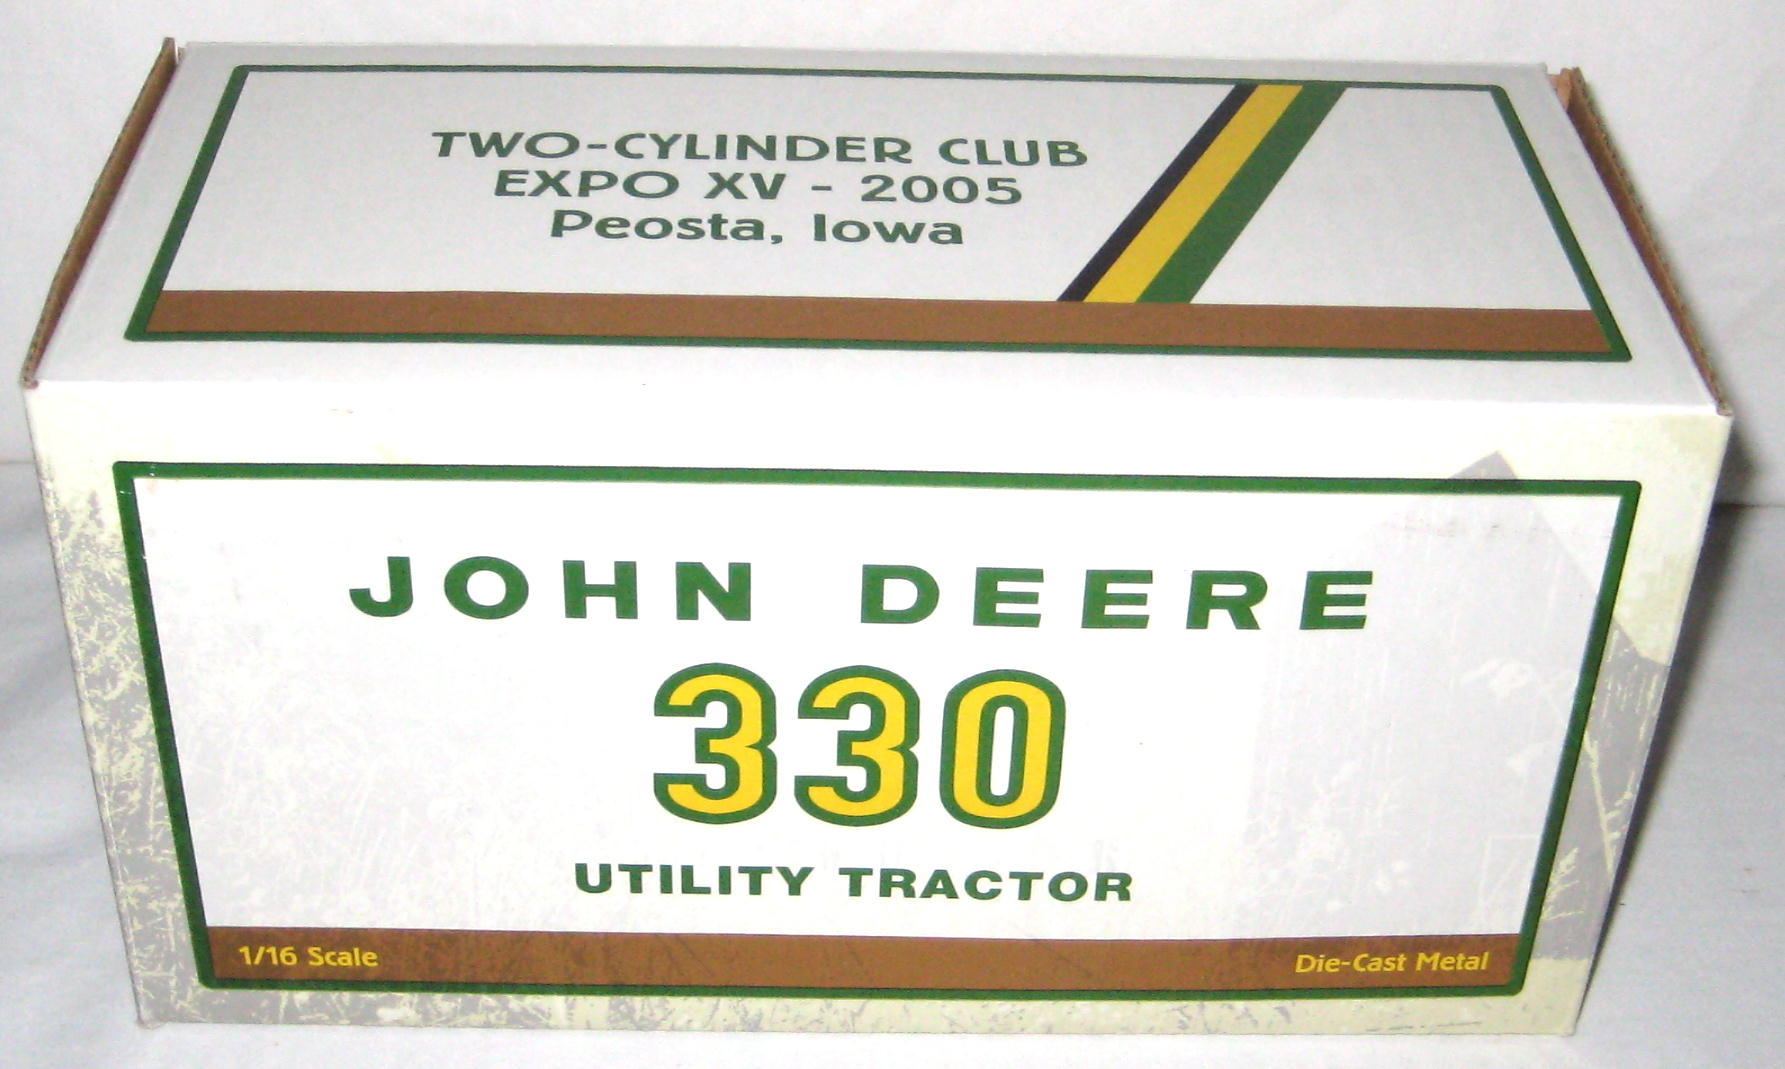 TWO-CYLINDER CLUB
EXPO XV - 2005
Peosta, Iowa
JOHN DEERE
330
UTILITY TRACTOR
1/16 Scale
Die-Cast Metal